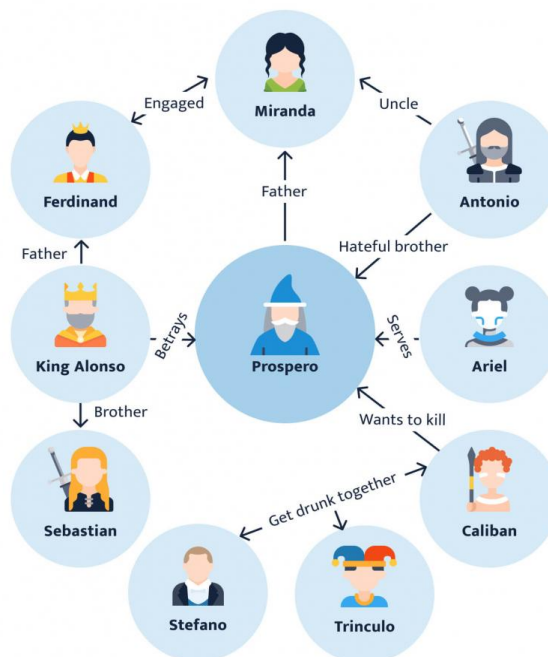 Miranda
Engaged
Uncle
Ferdinand
Father
Antonio
Father
Hateful brother
King Alonso
Betrays
Prospero
Serves
Ariel
Brother
Wants to kill
Sebastian
Get drunk together
Caliban
Stefano
Trinculo